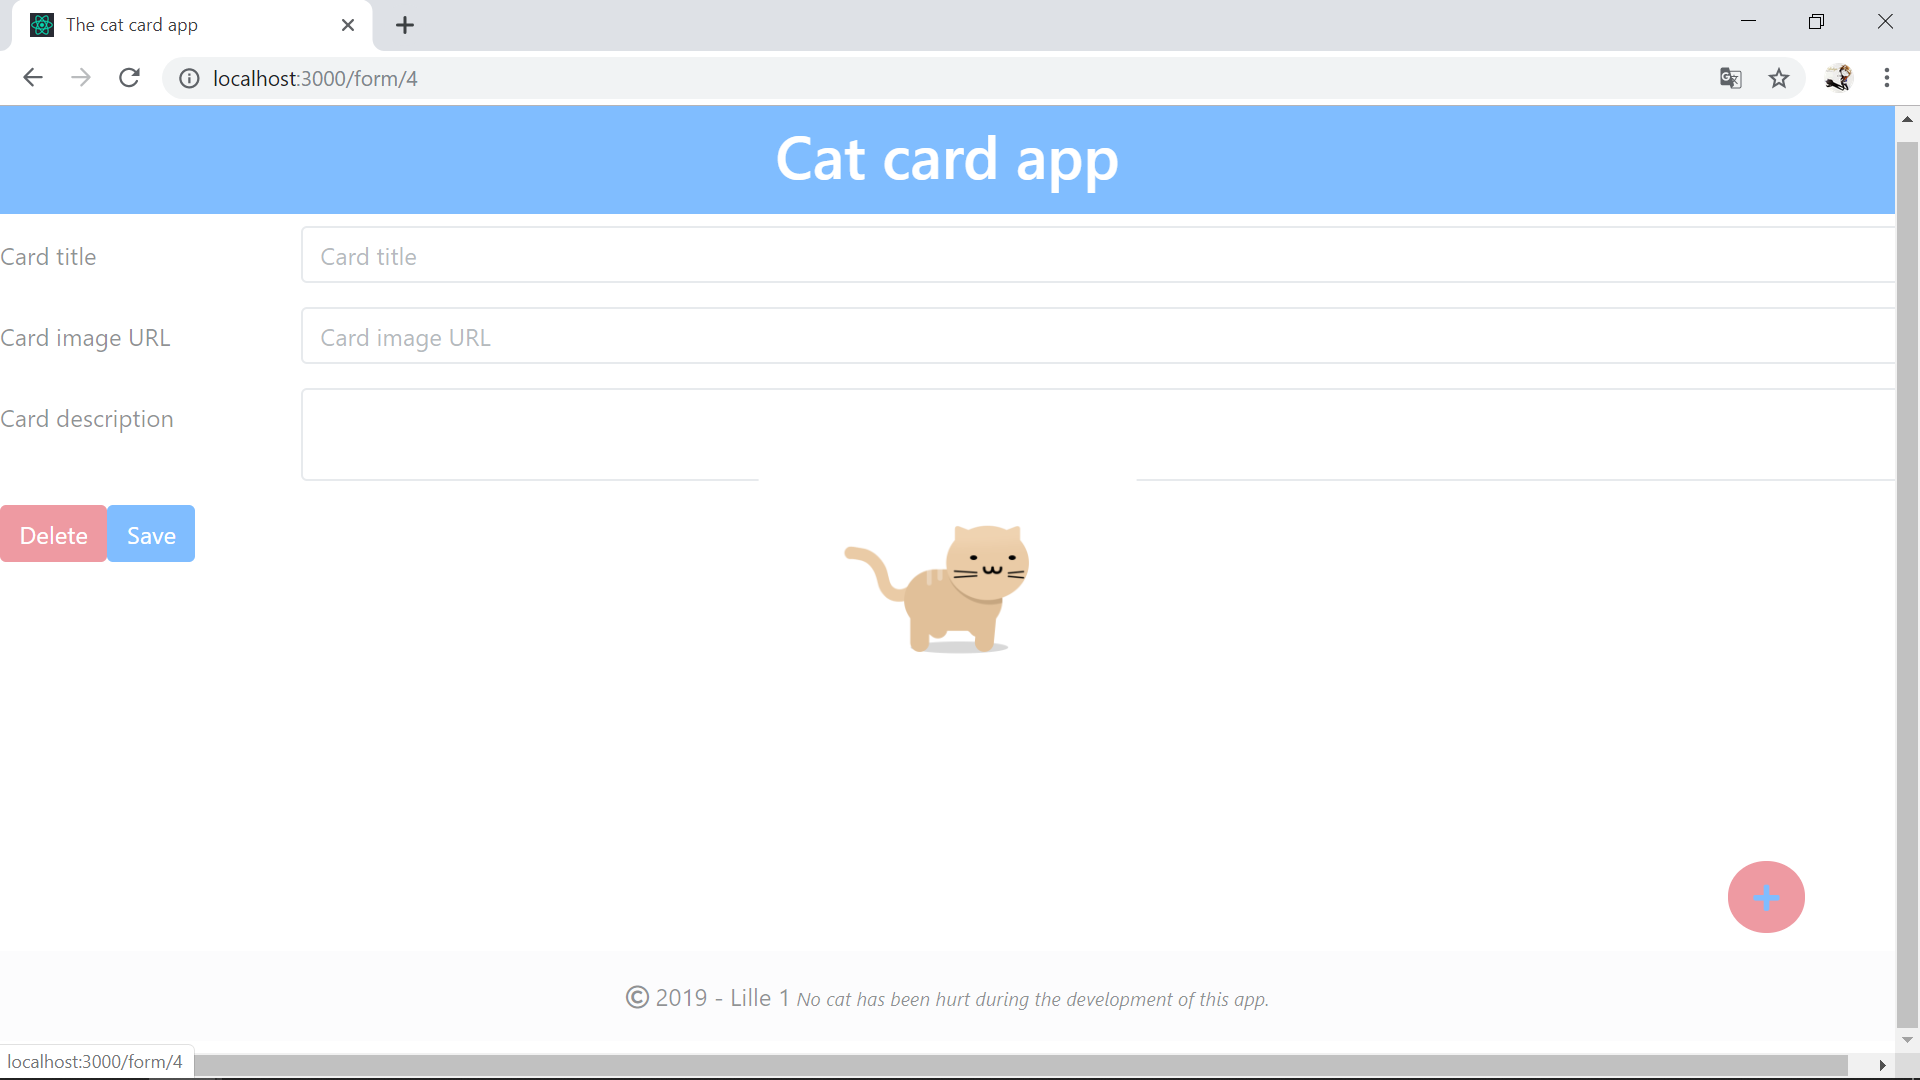 The cat card app
localhost:3000/form/4
Cat card app
Card title
Card title
Card image URL
Card image URL
Card description
Delete
Save
+
© 2019 - Lille 1 No cat has been hurt during the development of this app.
localhost:3000/form/4